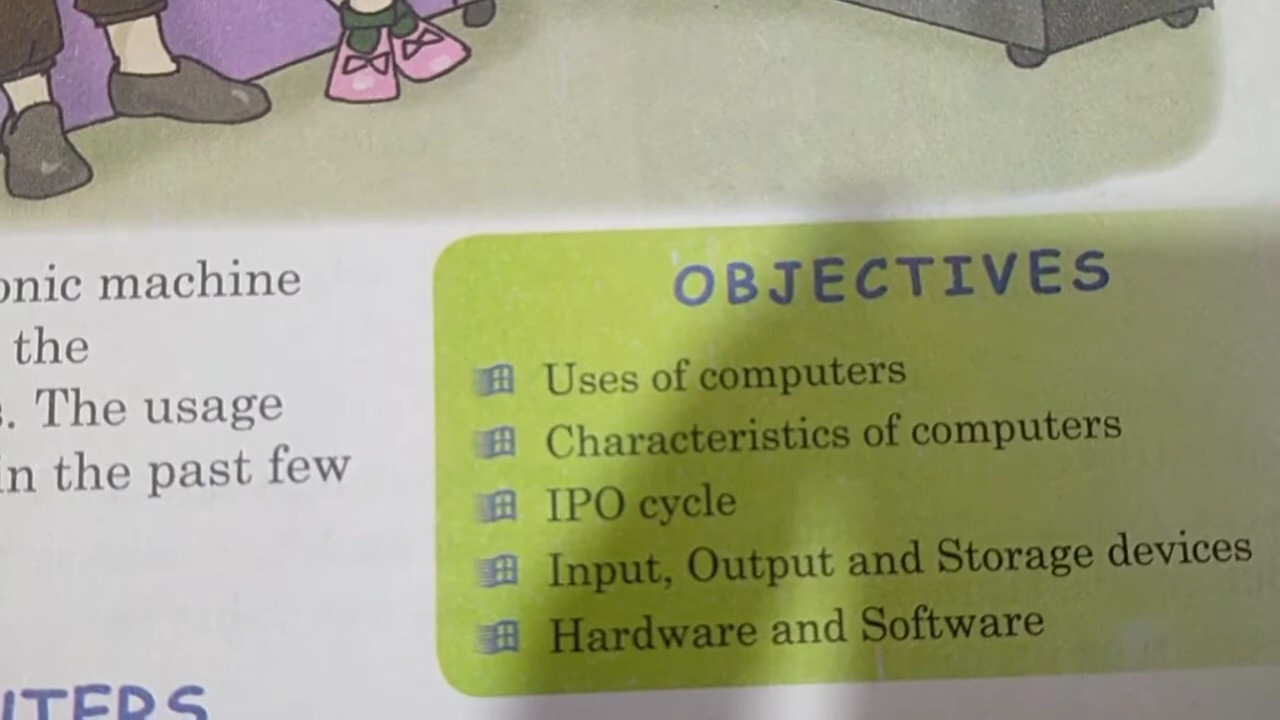 machine
the
The usage
in the past few
OBJECTIVES
Uses of computers
Characteristics of computers
IPO cycle
Input, Output and Storage devices
Hardware and Software